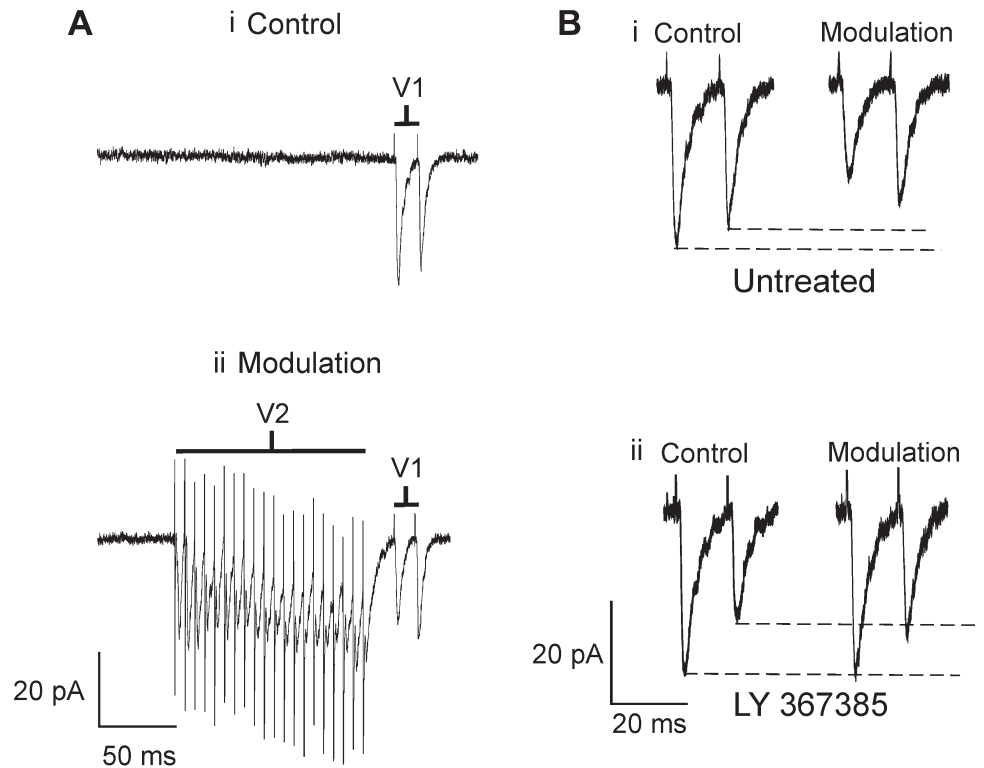 A
i Control
V1
ii Modulation
V2
V1
20 pA
50 ms
B
i Control Modulation
Untreated
ii Control Modulation
20 pA
20 ms
LY 367385